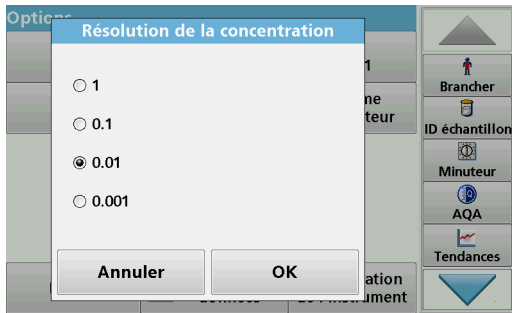 Options
Résolution de la concentration
1
0.1
0.01
0.001
Annuler
OK
1
Brancher
ID échantillon
Minuteur
AQA
Tendances